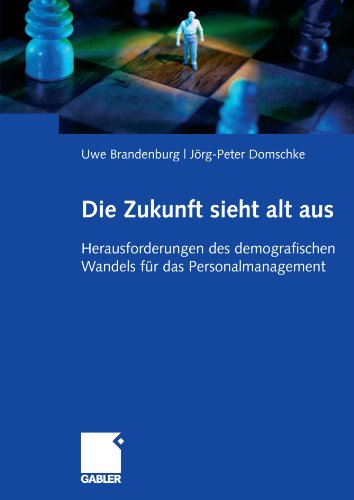 Uwe Brandenburg | Jörg-Peter Domschke
Die Zukunft sieht alt aus
Herausforderungen des demografischen
Wandels für das Personalmanagement
GABLER